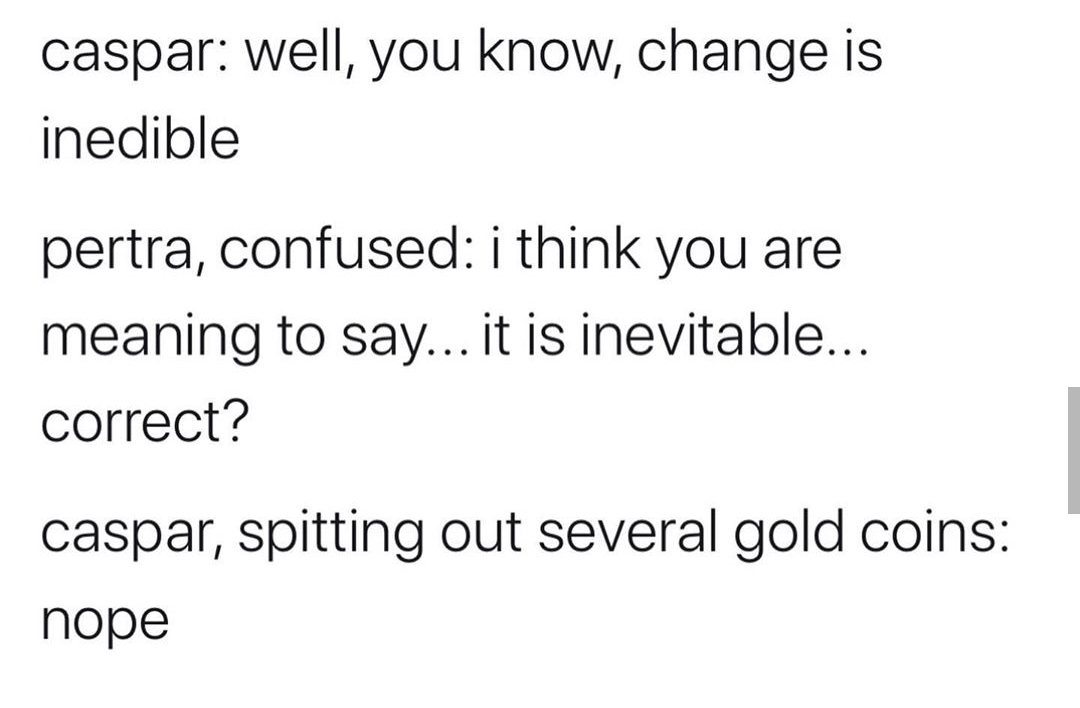 caspar: well, you know, change is
inedible
pertra, confused: i think you are
meaning to say... it is inevitable...
correct?
caspar, spitting out several gold coins:
nope